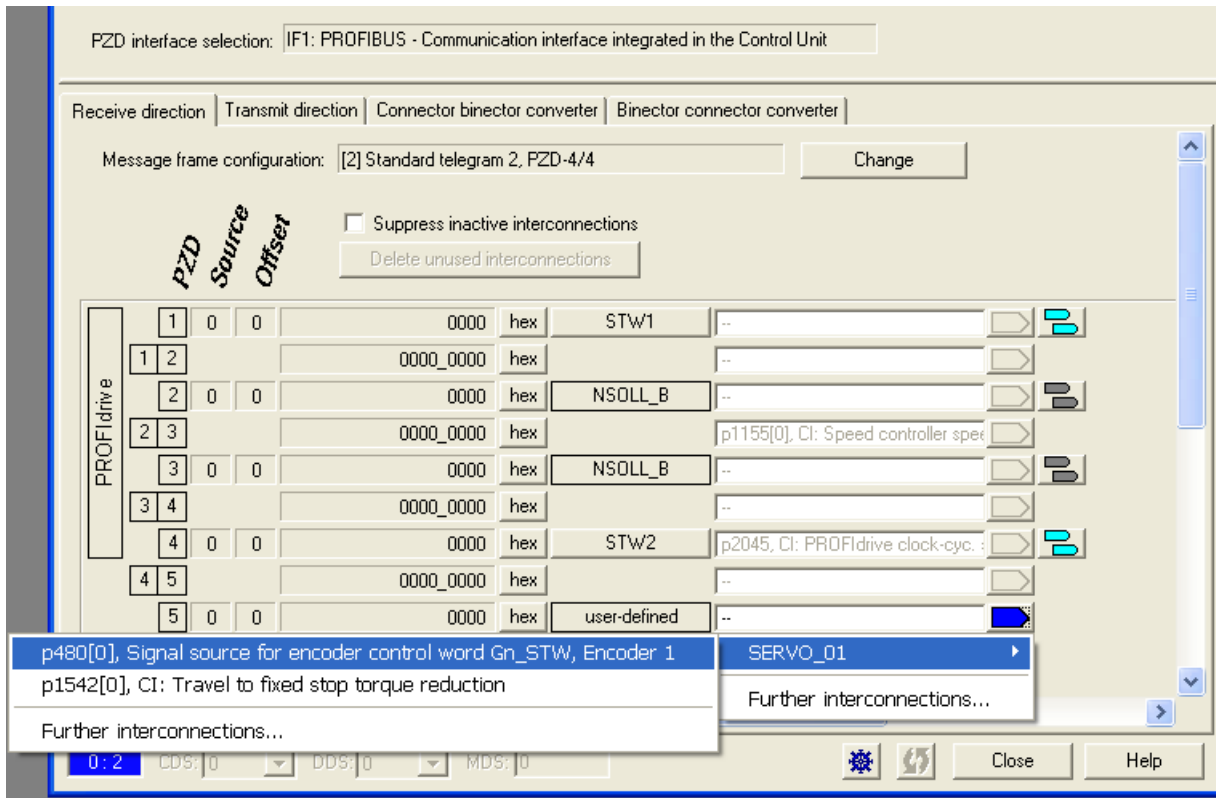 PZD interface selection: IF1: PROFIBUS - Communication interface integrated in the Control Unit
Receive direction Transmit direction Connector binector converter Binector connector converter
Message frame configuration: [2] Standard telegram 2, PZD-4/4 Change
PZD Source Offset
Suppress inactive interconnections
Delete unused interconnections
PROFIdrive
1 0 0 0000 hex STW1 --
1 2 0000_0000 hex --
2 0 0 0000 hex NSOLL_B --
2 3 0000_0000 hex p1155[0], CI: Speed controller spee
3 0 0 0000 hex NSOLL_B --
3 4 0000_0000 hex --
4 0 0 0000 hex STW2 p2045, CI: PROFIdrive clock-cyc.
4 5 0000_0000 hex --
5 0 0 0000 hex user-defined --
p480[0], Signal source for encoder control word Gn_STW, Encoder 1 SERVO_01
p1542[0], CI: Travel to fixed stop torque reduction
Further interconnections...
Further interconnections...
0 : 2 CDS: 0 DDS: 0 MDS: 0 Close Help